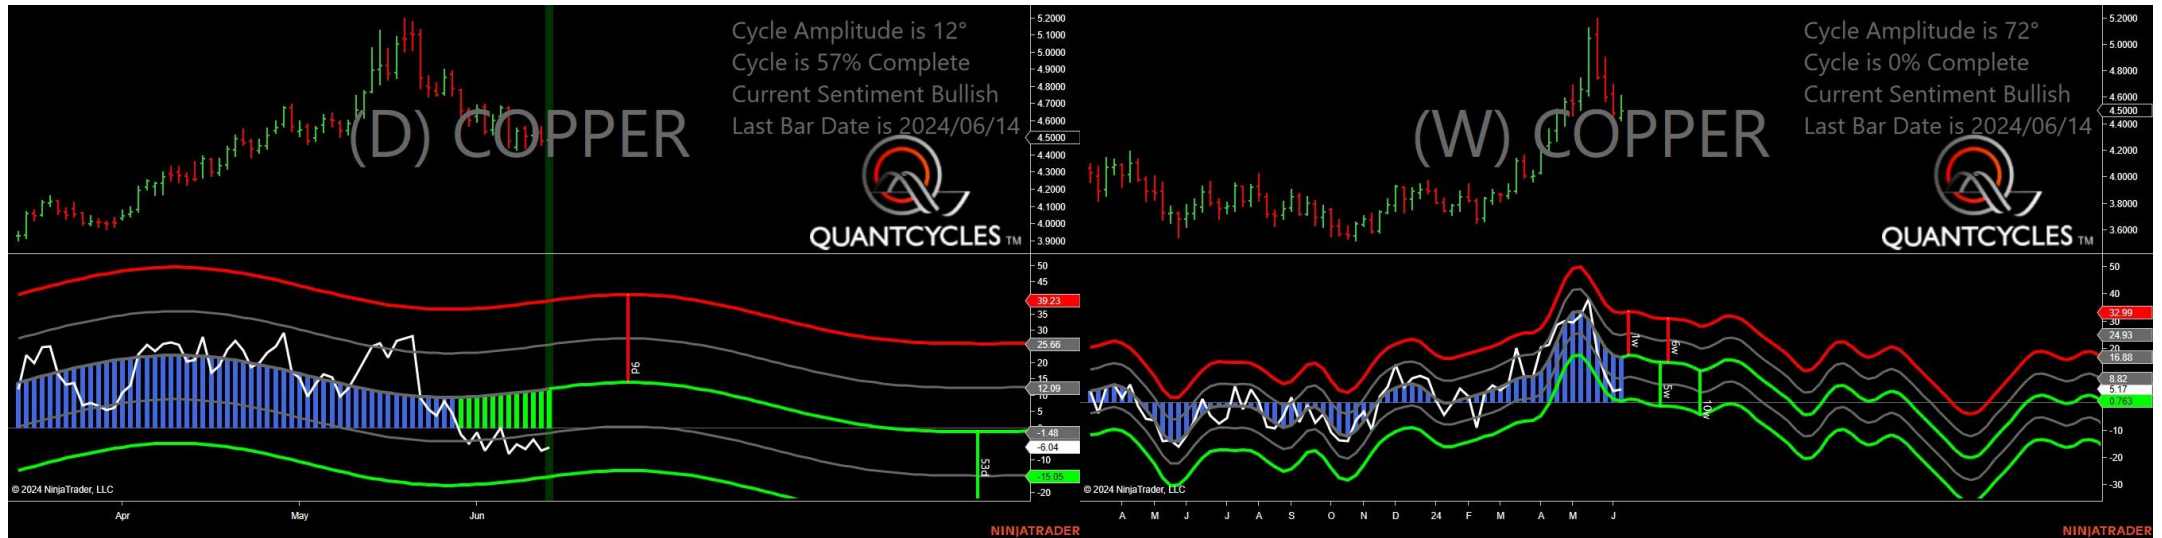 Cycle Amplitude is 12°
Cycle is 57% Complete
Current Sentiment Bullish
Last Bar Date is 2024/06/14
(D) COPPER
QUANTCYCLES TM
5.2000
5.1000
5.0000
4.9000
4.8000
4.7000
4.6000
4.5000
4.4000
4.3000
4.2000
4.1000
4.0000
3.9000
50
45
39.23
35
30
25.66
20
15
12.09
10
5
-1.48
-6.04
-10
-15.05
-20
9d
53d
© 2024 NinjaTrader, LLC
Apr May Jun
NINJATRADER
Cycle Amplitude is 72°
Cycle is 0% Complete
Current Sentiment Bullish
Last Bar Date is 2024/06/14
(W) COPPER
QUANTCYCLES TM
5.2000
5.0000
4.8000
4.6000
4.5000
4.4000
4.2000
4.0000
3.8000
3.6000
50
40
32.99
30
24.93
20
16.88
8.82
5.17
0.763
-10
-20
-30
1w
6w
5w
10w
© 2024 NinjaTrader, LLC
A M J J A S O N D 24 F M A M J
NINJATRADER